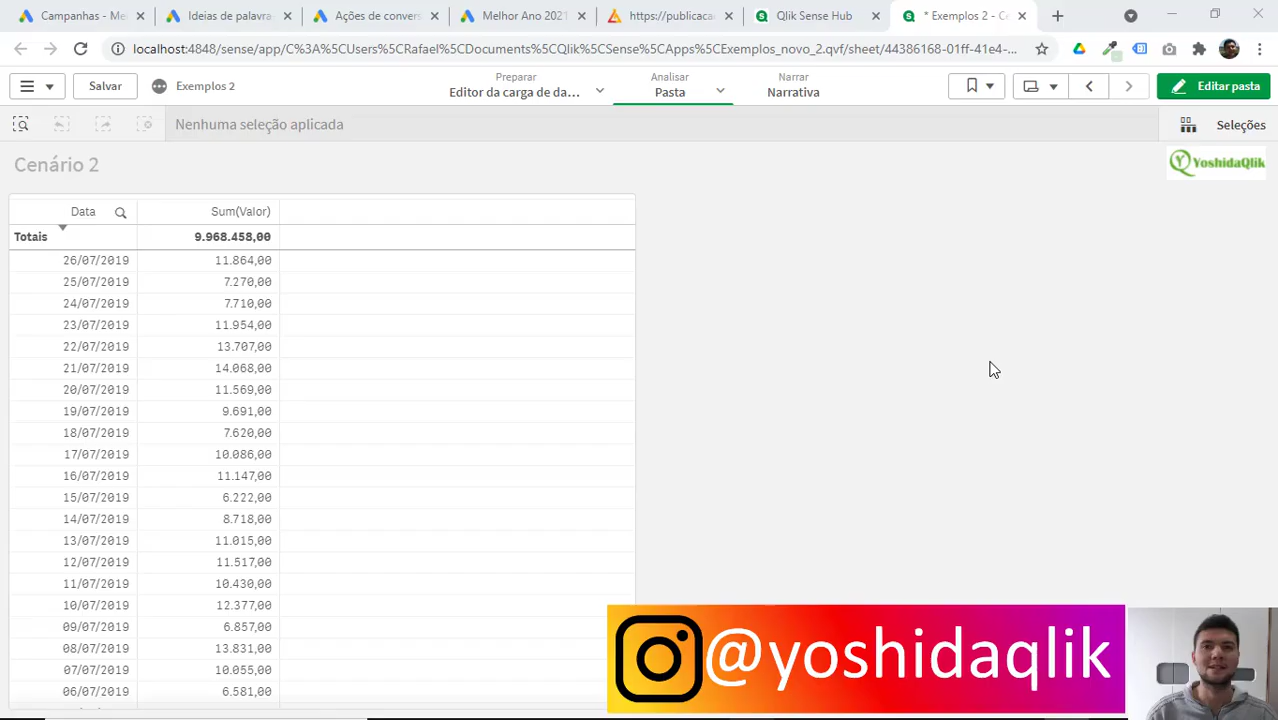 Campanhas - Me
Ideias de palavra
Ações de convers
Melhor Ano 2021
https://publicaca
Qlik Sense Hub
* Exemplos 2 - C
localhost:4848/sense/app/C%3A%5CUsers%5CRafael%5CDocuments%5CQlik%5CSense%5CApps%5CExemplos_novo_2.qvf/sheet/44386168-01ff-41e4-...
Salvar
Exemplos 2
Preparar
Editor da carga de da...
Analisar
Pasta
Narrar
Narrativa
Editar pasta
Nenhuma seleção aplicada
Seleções
Cenário 2
YoshidaQlik
Data Sum(Valor)
Totais 9.968.458,00
26/07/2019 11.864,00
25/07/2019 7.270,00
24/07/2019 7.710,00
23/07/2019 11.954,00
22/07/2019 13.707,00
21/07/2019 14.068,00
20/07/2019 11.569,00
19/07/2019 9.691,00
18/07/2019 7.620,00
17/07/2019 10.086,00
16/07/2019 11.147,00
15/07/2019 6.222,00
14/07/2019 8.718,00
13/07/2019 11.015,00
12/07/2019 11.517,00
11/07/2019 10.430,00
10/07/2019 12.377,00
09/07/2019 6.857,00
08/07/2019 13.831,00
07/07/2019 10.055,00
06/07/2019 6.581,00
@yoshidaqlik